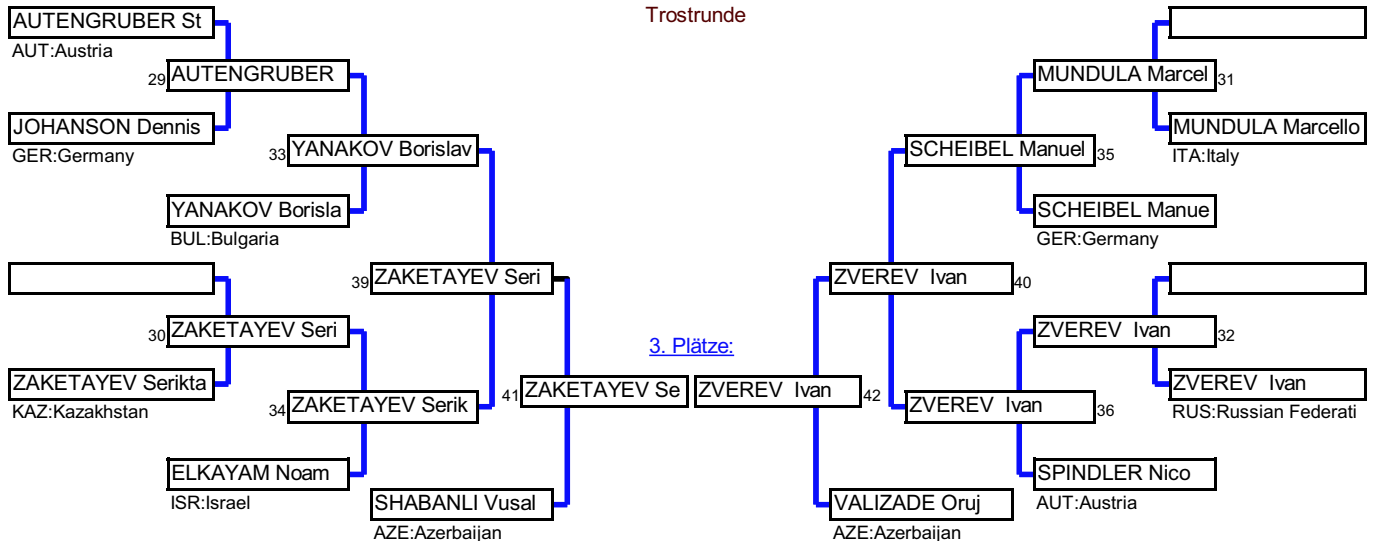 Trostrunde
AUTENGRUBER St
AUT:Austria
29 AUTENGRUBER
JOHANSON Dennis
GER:Germany
33 YANAKOV Borislav
YANAKOV Borisla
BUL:Bulgaria
39 ZAKETAYEV Seri
30 ZAKETAYEV Seri
ZAKETAYEV Serikta
KAZ:Kazakhstan
34 ZAKETAYEV Serik
ELKAYAM Noam
ISR:Israel
41 ZAKETAYEV Se
SHABANLI Vusal
AZE:Azerbaijan
3. Plätze:
MUNDULA Marcel 31
MUNDULA Marcello
ITA:Italy
SCHEIBEL Manuel 35
SCHEIBEL Manue
GER:Germany
ZVEREV Ivan 40
ZVEREV Ivan 32
ZVEREV Ivan
RUS:Russian Federati
ZVEREV Ivan 42
ZVEREV Ivan 36
SPINDLER Nico
AUT:Austria
VALIZADE Oruj
AZE:Azerbaijan